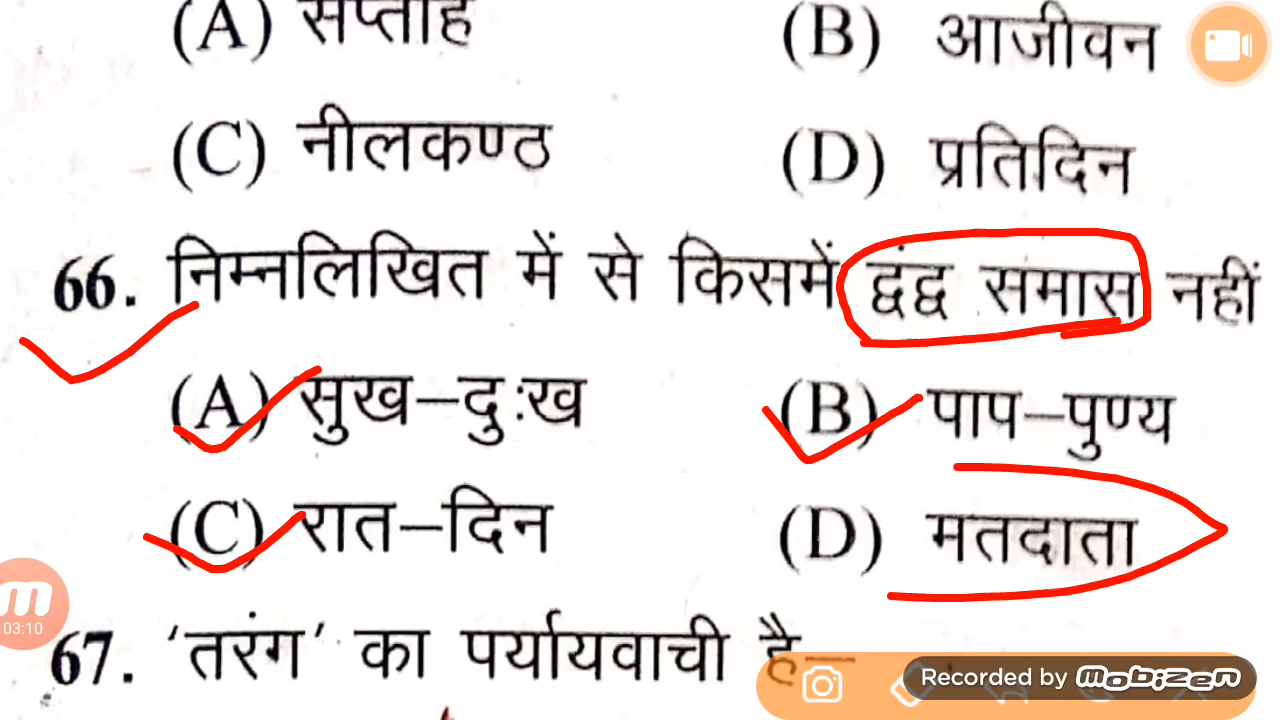 (A) सप्ताह (B) आजीवन
(C) नीलकण्ठ (D) प्रतिदिन
66. निम्नलिखित में से किसमें द्वंद्व समास नहीं
(A) सुख–दुःख (B) पाप–पुण्य
(C) रात–दिन (D) मतदाता
03:10
67. ‘तरंग’ का पर्यायवाची है–
Recorded by mobizen